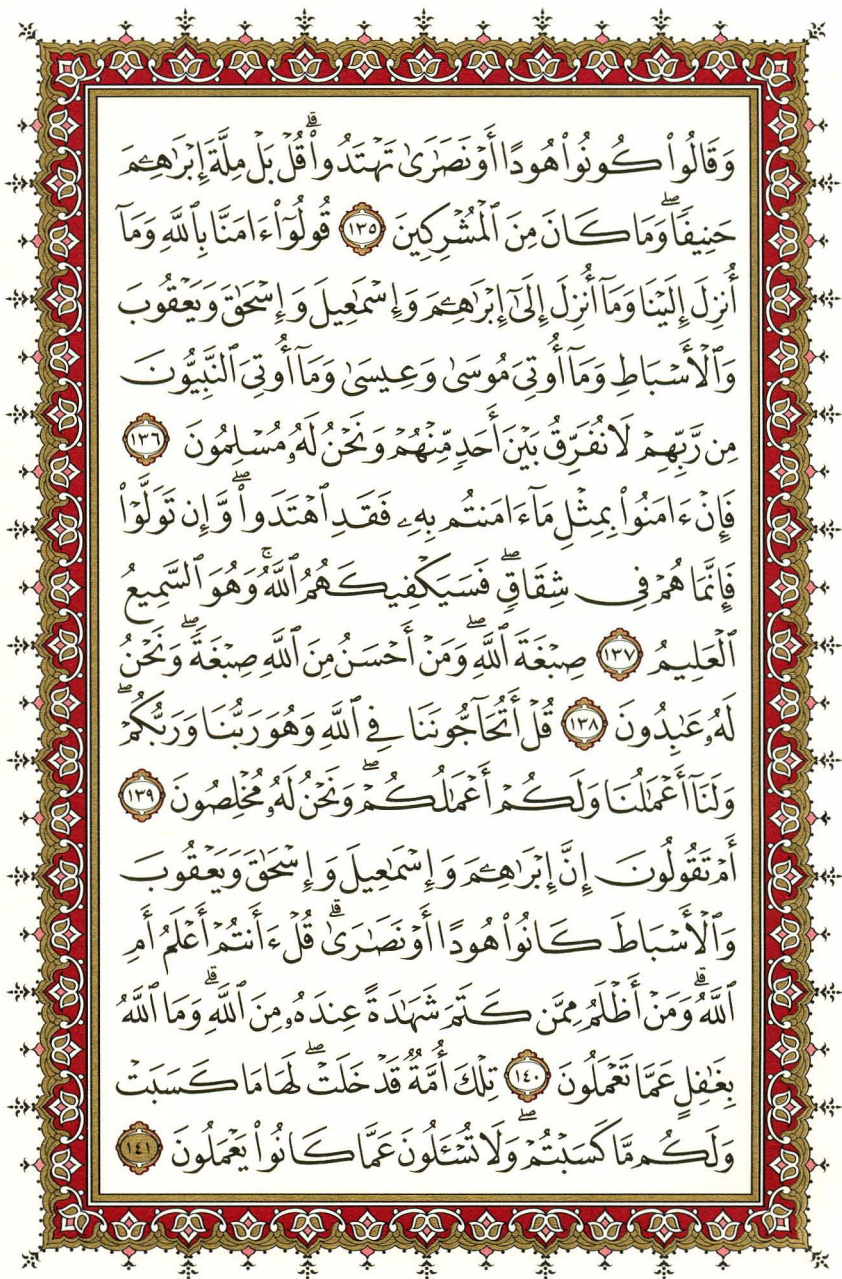 وَقَالُوا۟ كُونُوا۟ هُودًا أَوْ نَصَٰرَىٰ تَهْتَدُوا۟ ۗ قُلْ بَلْ مِلَّةَ إِبْرَٰهِـۧمَ
حَنِيفًا ۖ وَمَا كَانَ مِنَ ٱلْمُشْرِكِينَ ١٣٥ قُولُوٓا۟ ءَامَنَّا بِٱللَّهِ وَمَآ
أُنزِلَ إِلَيْنَا وَمَآ أُنزِلَ إِلَىٰٓ إِبْرَٰهِـۧمَ وَإِسْمَٰعِيلَ وَإِسْحَٰقَ وَيَعْقُوبَ
وَٱلْأَسْبَاطِ وَمَآ أُوتِىَ مُوسَىٰ وَعِيسَىٰ وَمَآ أُوتِىَ ٱلنَّبِيُّونَ
مِن رَّبِّهِمْ لَا نُفَرِّقُ بَيْنَ أَحَدٍ مِّنْهُمْ وَنَحْنُ لَهُۥ مُسْلِمُونَ ١٣٦
فَإِنْ ءَامَنُوا۟ بِمِثْلِ مَآ ءَامَنتُم بِهِۦ فَقَدِ ٱهْتَدَوا۟ ۖ وَّإِن تَوَلَّوْا۟
فَإِنَّمَا هُمْ فِى شِقَاقٍ ۖ فَسَيَكْفِيكَهُمُ ٱللَّهُ ۚ وَهُوَ ٱلسَّمِيعُ
ٱلْعَلِيمُ ١٣٧ صِبْغَةَ ٱللَّهِ ۖ وَمَنْ أَحْسَنُ مِنَ ٱللَّهِ صِبْغَةً ۖ وَنَحْنُ
لَهُۥ عَٰبِدُونَ ١٣٨ قُلْ أَتُحَآجُّونَنَا فِى ٱللَّهِ وَهُوَ رَبُّنَا وَرَبُّكُمْ ۖ
وَلَنَآ أَعْمَٰلُنَا وَلَكُمْ أَعْمَٰلُكُمْ ۖ وَنَحْنُ لَهُۥ مُخْلِصُونَ ١٣٩
أَمْ تَقُولُونَ إِنَّ إِبْرَٰهِـۧمَ وَإِسْمَٰعِيلَ وَإِسْحَٰقَ وَيَعْقُوبَ
وَٱلْأَسْبَاطَ كَانُوا۟ هُودًا أَوْ نَصَٰرَىٰ ۗ قُلْ ءَأَنتُمْ أَعْلَمُ أَمِ
ٱللَّهُ ۗ وَمَنْ أَظْلَمُ مِمَّن كَتَمَ شَهَٰدَةً عِندَهُۥ مِنَ ٱللَّهِ ۗ وَمَا ٱللَّهُ
بِغَٰفِلٍ عَمَّا تَعْمَلُونَ ١٤٠ تِلْكَ أُمَّةٌ قَدْ خَلَتْ ۖ لَهَا مَا كَسَبَتْ
وَلَكُم مَّا كَسَبْتُمْ ۖ وَلَا تُسْـَٔلُونَ عَمَّا كَانُوا۟ يَعْمَلُونَ ١٤١